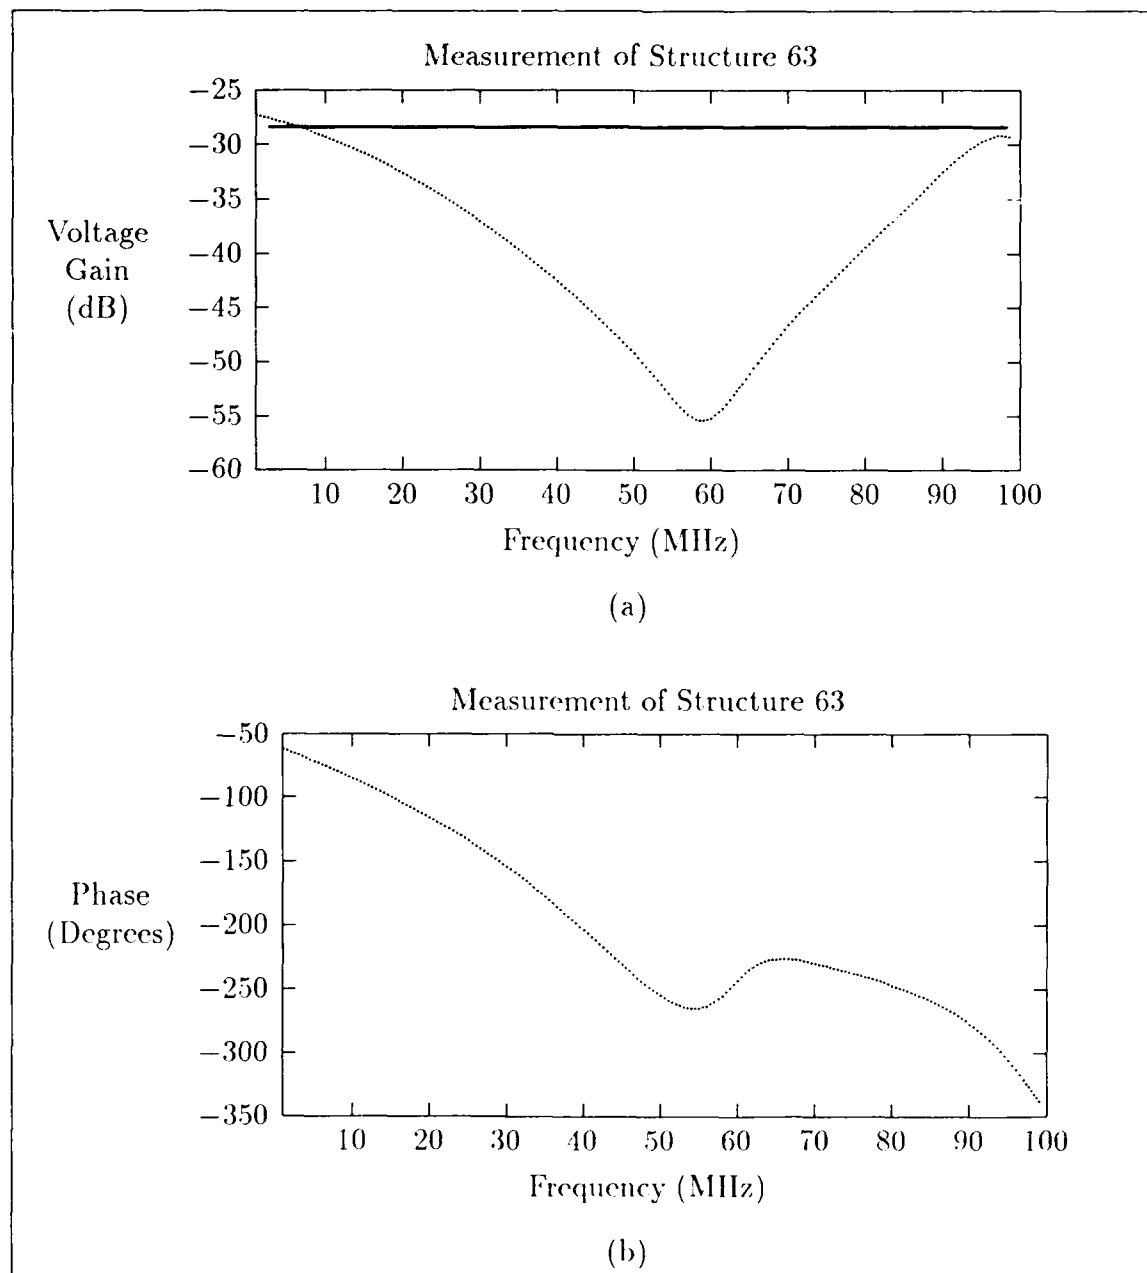 Measurement of Structure 63
−25
−30
−35
−40
−45
−50
−55
−60
Voltage
Gain
(dB)
10 20 30 40 50 60 70 80 90 100
Frequency (MHz)
(a)
Measurement of Structure 63
−50
−100
−150
−200
−250
−300
−350
Phase
(Degrees)
10 20 30 40 50 60 70 80 90 100
Frequency (MHz)
(b)